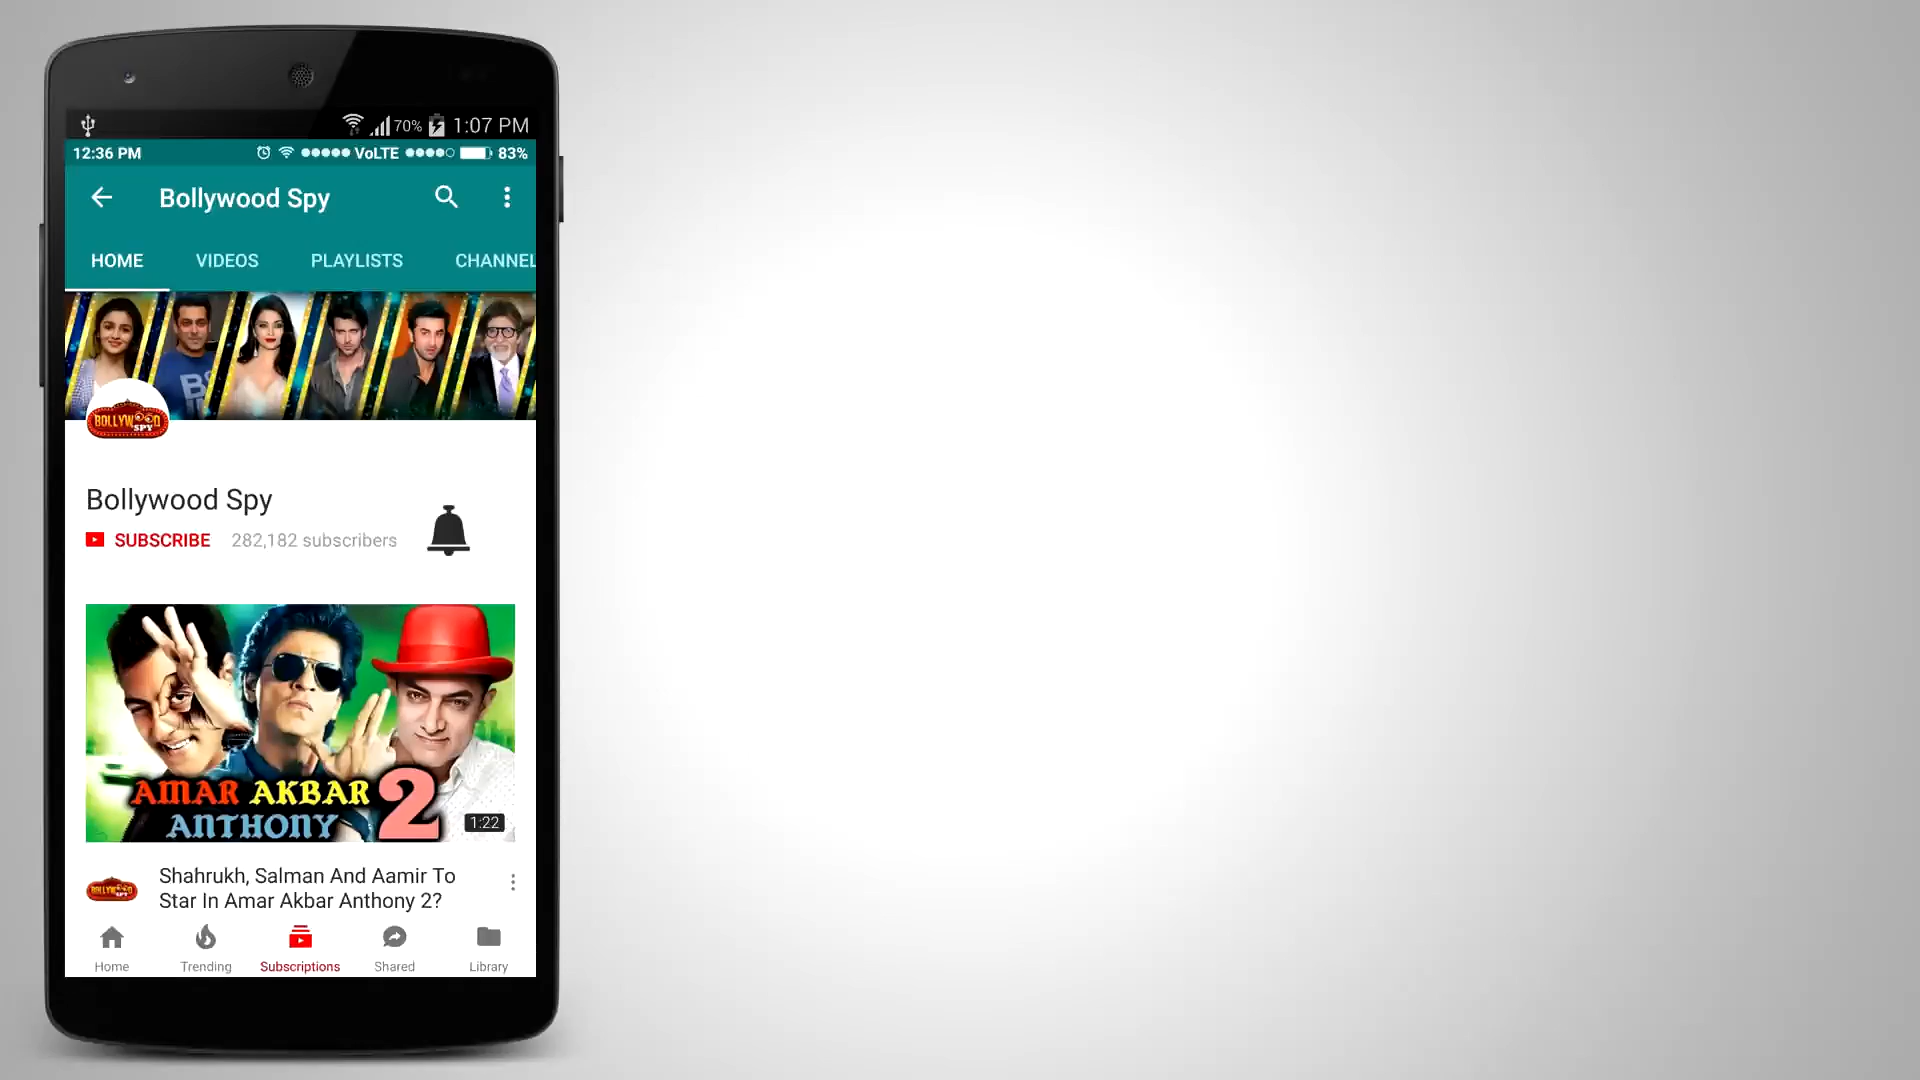 70% 1:07 PM
12:36 PM VoLTE 83%
Bollywood Spy
HOME VIDEOS PLAYLISTS CHANNEL
BOLLYWOOD
SPY
Bollywood Spy
SUBSCRIBE 282,182 subscribers
AMAR AKBAR
ANTHONY 2
1:22
Shahrukh, Salman And Aamir To
Star In Amar Akbar Anthony 2?
BOLLYWOOD
SPY
Home Trending Subscriptions Shared Library